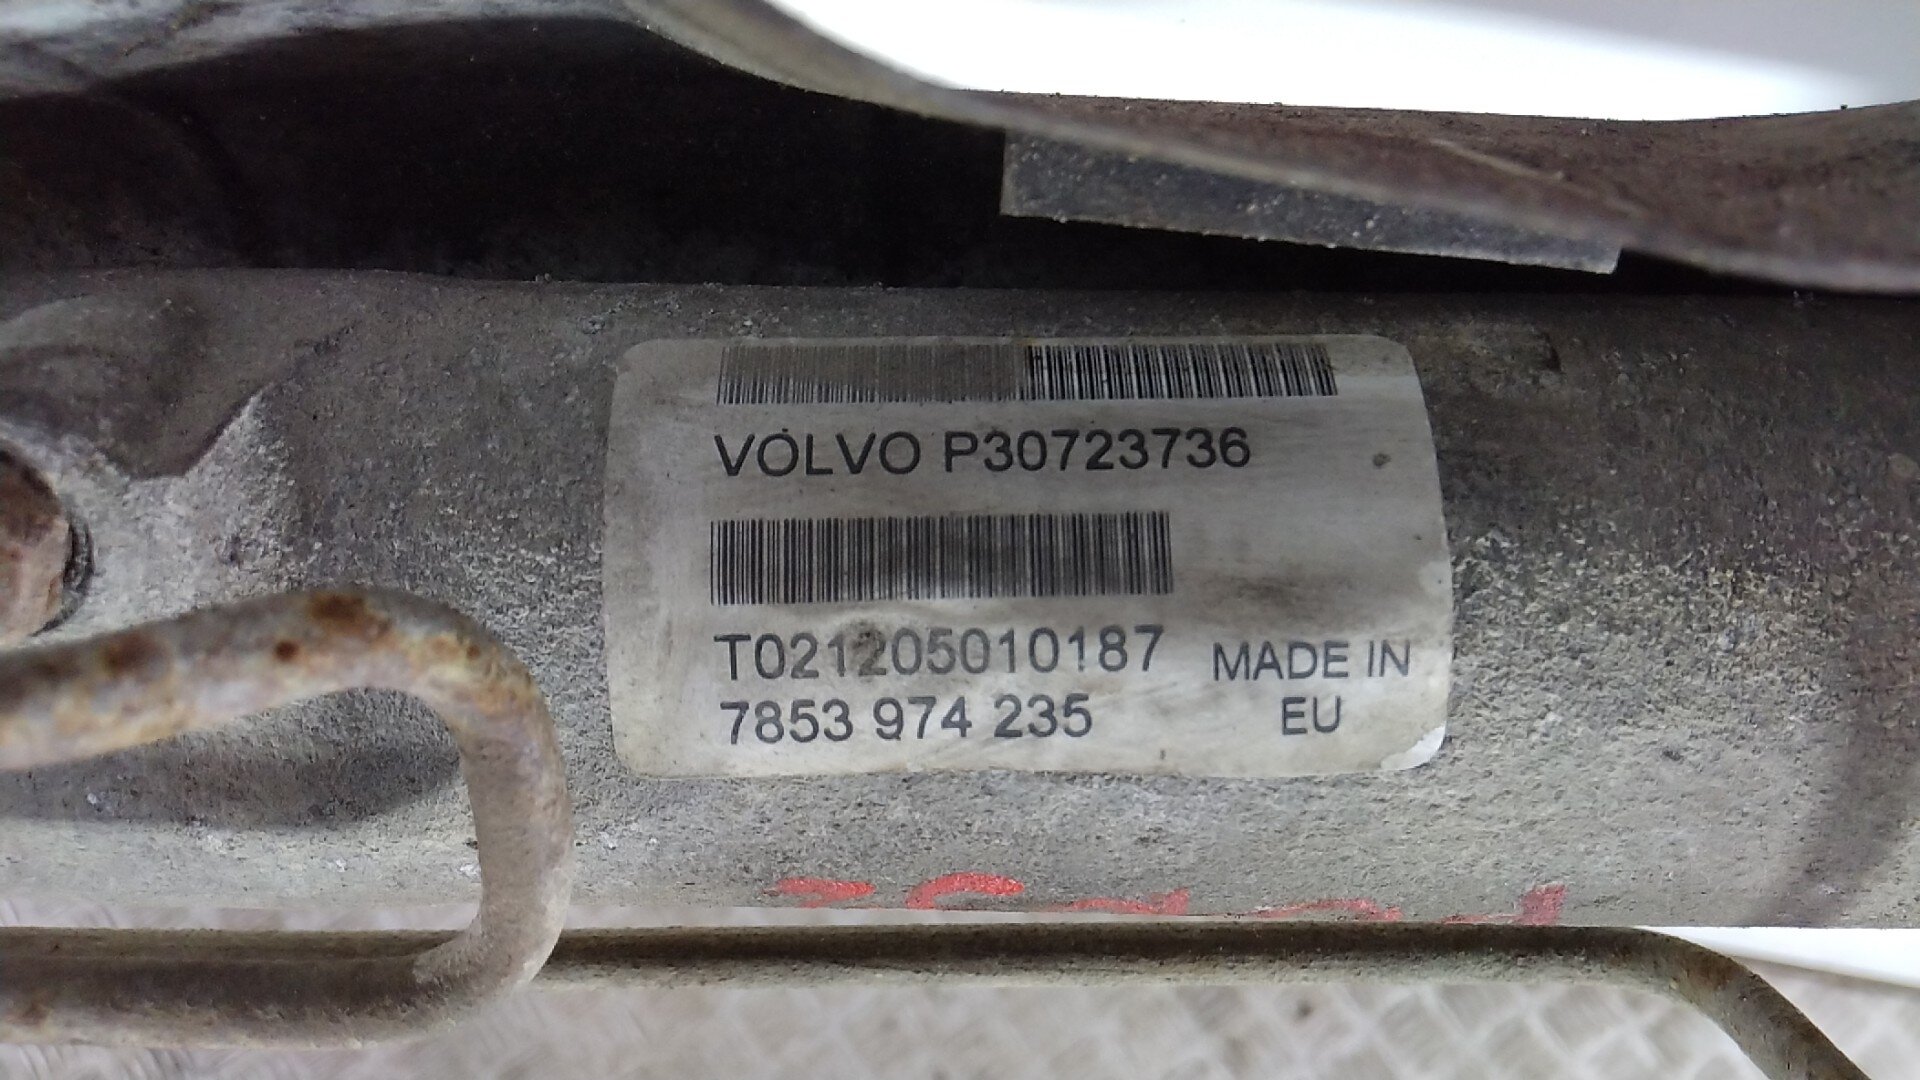 VOLVO P30723736
T021205010187 MADE IN
7853 974 235 EU